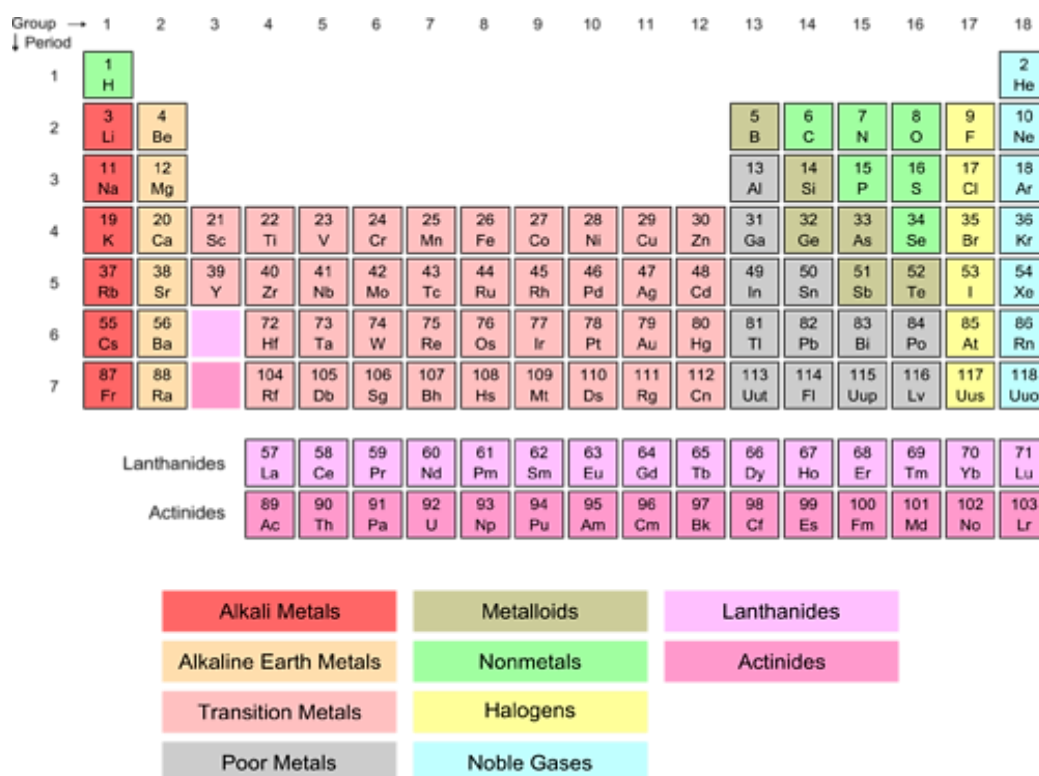 Group → 1 2 3 4 5 6 7 8 9 10 11 12 13 14 15 16 17 18
↓ Period
1 2
1 H He
3 4 5 6 7 8 9 10
2 Li Be B C N O F Ne
11 12 13 14 15 16 17 18
3 Na Mg Al Si P S Cl Ar
19 20 21 22 23 24 25 26 27 28 29 30 31 32 33 34 35 36
4 K Ca Sc Ti V Cr Mn Fe Co Ni Cu Zn Ga Ge As Se Br Kr
37 38 39 40 41 42 43 44 45 46 47 48 49 50 51 52 53 54
5 Rb Sr Y Zr Nb Mo Tc Ru Rh Pd Ag Cd In Sn Sb Te I Xe
55 56 72 73 74 75 76 77 78 79 80 81 82 83 84 85 86
6 Cs Ba Hf Ta W Re Os Ir Pt Au Hg Tl Pb Bi Po At Rn
87 88 104 105 106 107 108 109 110 111 112 113 114 115 116 117 118
7 Fr Ra Rf Db Sg Bh Hs Mt Ds Rg Cn Uut Fl Uup Lv Uus Uuo
57 58 59 60 61 62 63 64 65 66 67 68 69 70 71
Lanthanides La Ce Pr Nd Pm Sm Eu Gd Tb Dy Ho Er Tm Yb Lu
89 90 91 92 93 94 95 96 97 98 99 100 101 102 103
Actinides Ac Th Pa U Np Pu Am Cm Bk Cf Es Fm Md No Lr
Alkali Metals Metalloids Lanthanides
Alkaline Earth Metals Nonmetals Actinides
Transition Metals Halogens
Poor Metals Noble Gases